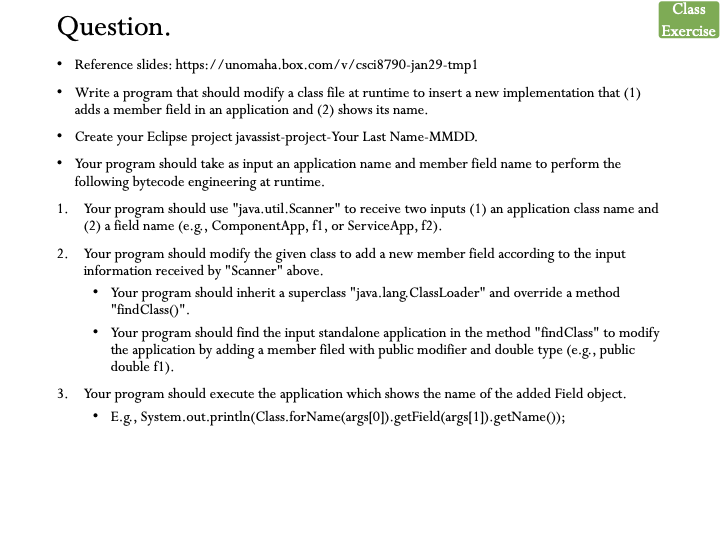 Class
Exercise
Question.
• Reference slides: https://unomaha.box.com/v/csci8790-jan29-tmp1
• Write a program that should modify a class file at runtime to insert a new implementation that (1)
adds a member field in an application and (2) shows its name.
• Create your Eclipse project javassist-project-Your Last Name-MMDD.
• Your program should take as input an application name and member field name to perform the
following bytecode engineering at runtime.
1. Your program should use "java.util.Scanner" to receive two inputs (1) an application class name and
(2) a field name (e.g., ComponentApp, f1, or ServiceApp, f2).
2. Your program should modify the given class to add a new member field according to the input
information received by "Scanner" above.
• Your program should inherit a superclass "java.lang.ClassLoader" and override a method
"findClass()".
• Your program should find the input standalone application in the method "findClass" to modify
the application by adding a member filed with public modifier and double type (e.g., public
double f1).
3. Your program should execute the application which shows the name of the added Field object.
• E.g., System.out.println(Class.forName(args[0]).getField(args[1]).getName());